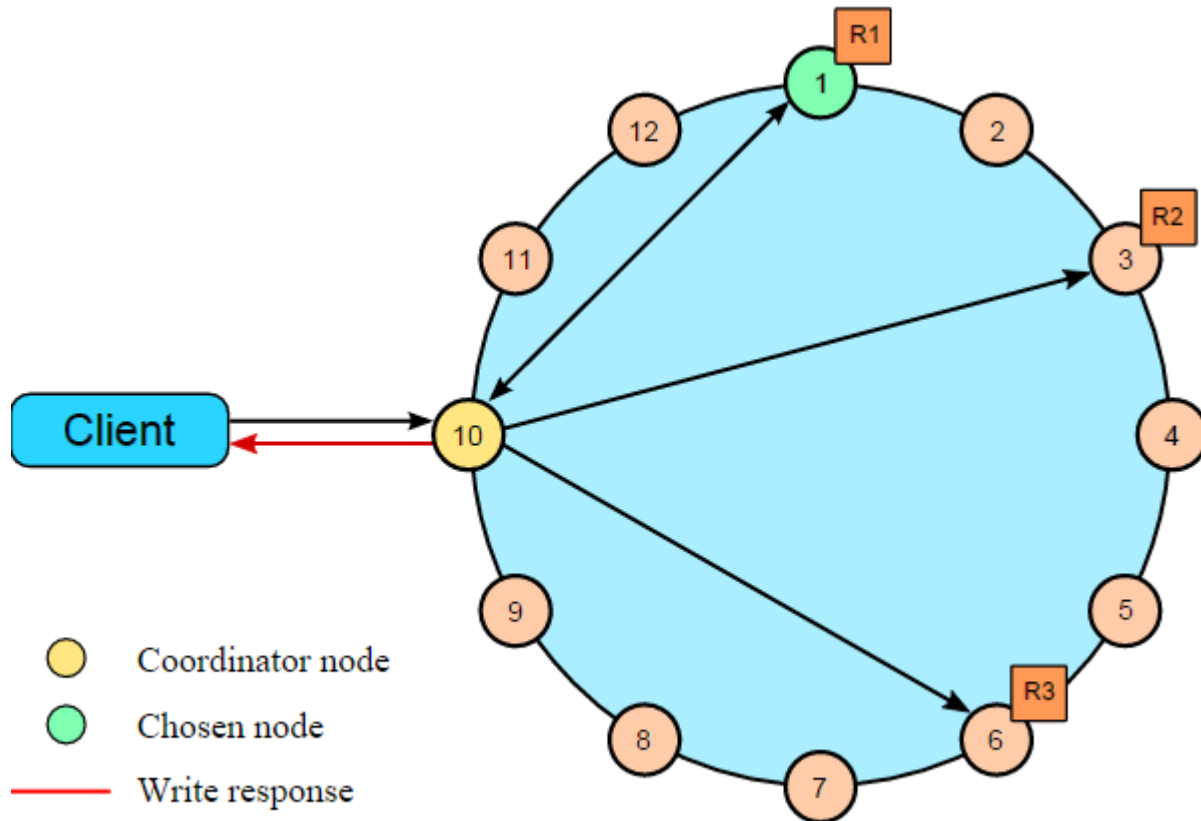 R1
1
12
2
R2
11
3
Client
10
4
9
5
Coordinator node
R3
Chosen node
8
6
7
Write response